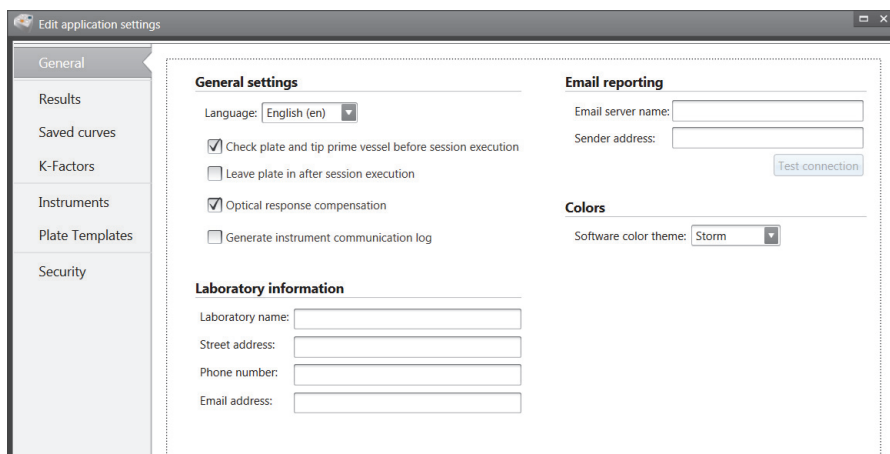 Edit application settings
General
Results
Saved curves
K-Factors
Instruments
Plate Templates
Security
General settings
Language: English (en)
Check plate and tip prime vessel before session execution
Leave plate in after session execution
Optical response compensation
Generate instrument communication log
Laboratory information
Laboratory name:
Street address:
Phone number:
Email address:
Email reporting
Email server name:
Sender address:
Test connection
Colors
Software color theme: Storm